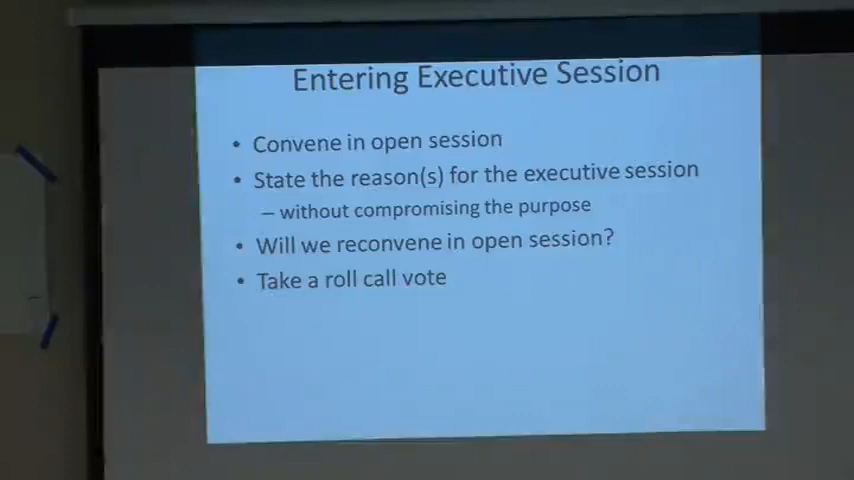 Entering Executive Session
• Convene in open session
• State the reason(s) for the executive session
– without compromising the purpose
• Will we reconvene in open session?
• Take a roll call vote